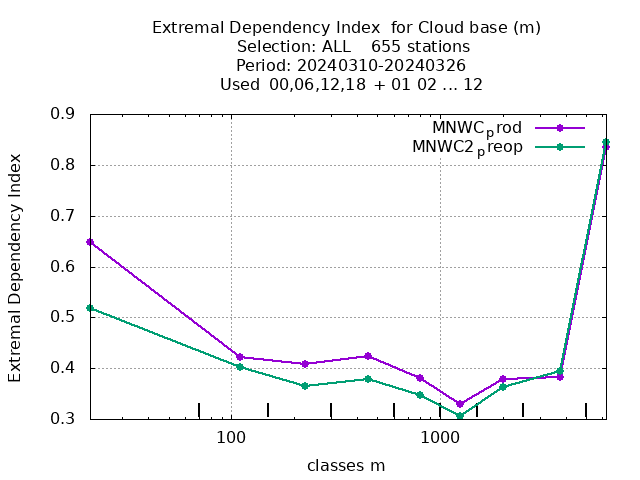 Extremal Dependency Index  for Cloud base (m)
Selection: ALL    655 stations
Period: 20240310-20240326
Used  00,06,12,18  + 01 02 ... 12
MNWCprod
MNWC2preop
Extremal Dependency Index
0.9
0.8
0.7
0.6
0.5
0.4
0.3
100
1000
classes m